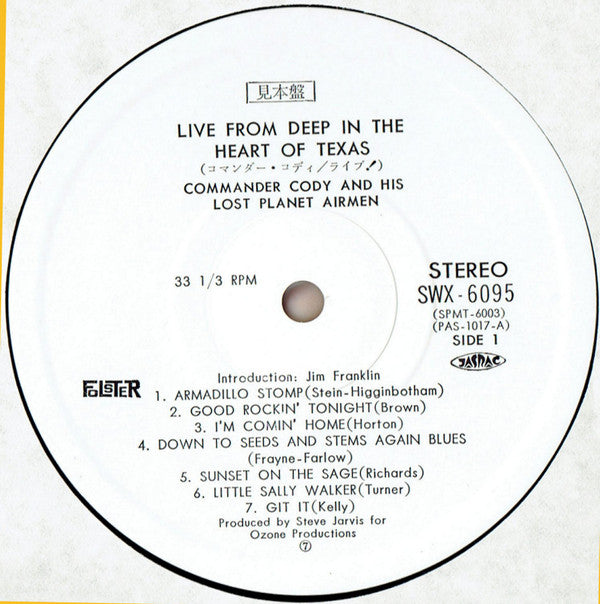 見本盤
LIVE FROM DEEP IN THE
HEART OF TEXAS
(コマンダー・コディ/ライブ!)
COMMANDER CODY AND HIS
LOST PLANET AIRMEN
33 1/3 RPM
STEREO
SWX-6095
(SPMT-6003)
(PAS-1017-A)
SIDE 1
JASRAC
FOLSTER
Introduction: Jim Franklin
1. ARMADILLO STOMP(Stein-Higginbotham)
2. GOOD ROCKIN' TONIGHT(Brown)
3. I'M COMIN' HOME(Horton)
4. DOWN TO SEEDS AND STEMS AGAIN BLUES
(Frayne-Farlow)
5. SUNSET ON THE SAGE(Richards)
6. LITTLE SALLY WALKER(Turner)
7. GIT IT(Kelly)
Produced by Steve Jarvis for
Ozone Productions
⑦